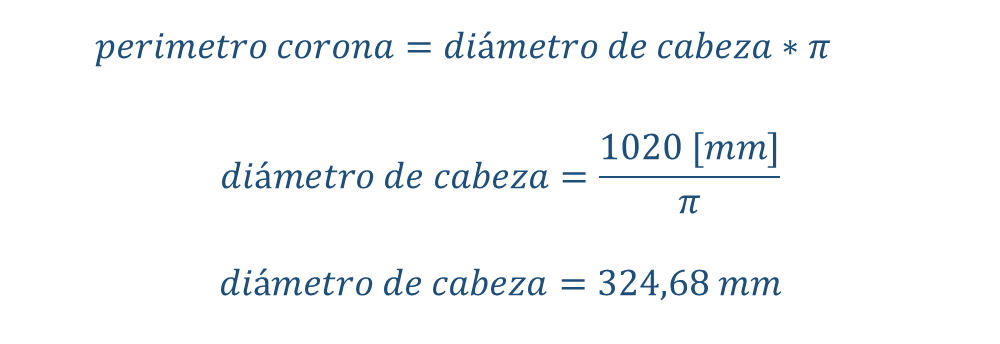 perimetro corona = diámetro de cabeza * π
diámetro de cabeza = 1020 [mm] / π
diámetro de cabeza = 324,68 mm